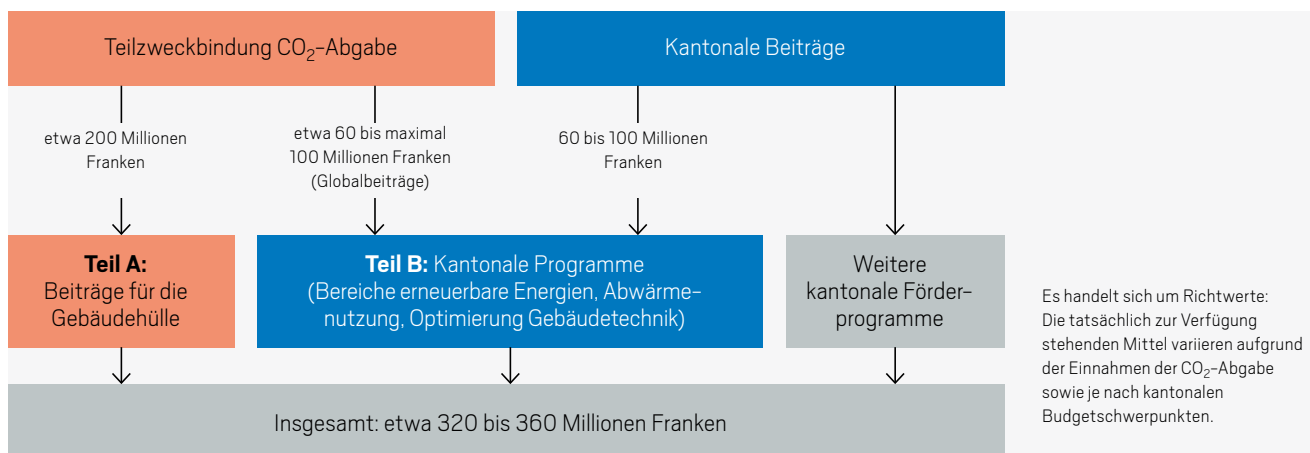 Teilzweckbindung CO₂-Abgabe
Kantonale Beiträge
etwa 200 Millionen
Franken
etwa 60 bis maximal
100 Millionen Franken
(Globalbeiträge)
60 bis 100 Millionen
Franken
Teil A:
Beiträge für die
Gebäudehülle
Teil B: Kantonale Programme
(Bereiche erneuerbare Energien, Abwärme-
nutzung, Optimierung Gebäudetechnik)
Weitere
kantonale Förder-
programme
Insgesamt: etwa 320 bis 360 Millionen Franken
Es handelt sich um Richtwerte:
Die tatsächlich zur Verfügung
stehenden Mittel variieren aufgrund
der Einnahmen der CO₂-Abgabe
sowie je nach kantonalen
Budgetschwerpunkten.